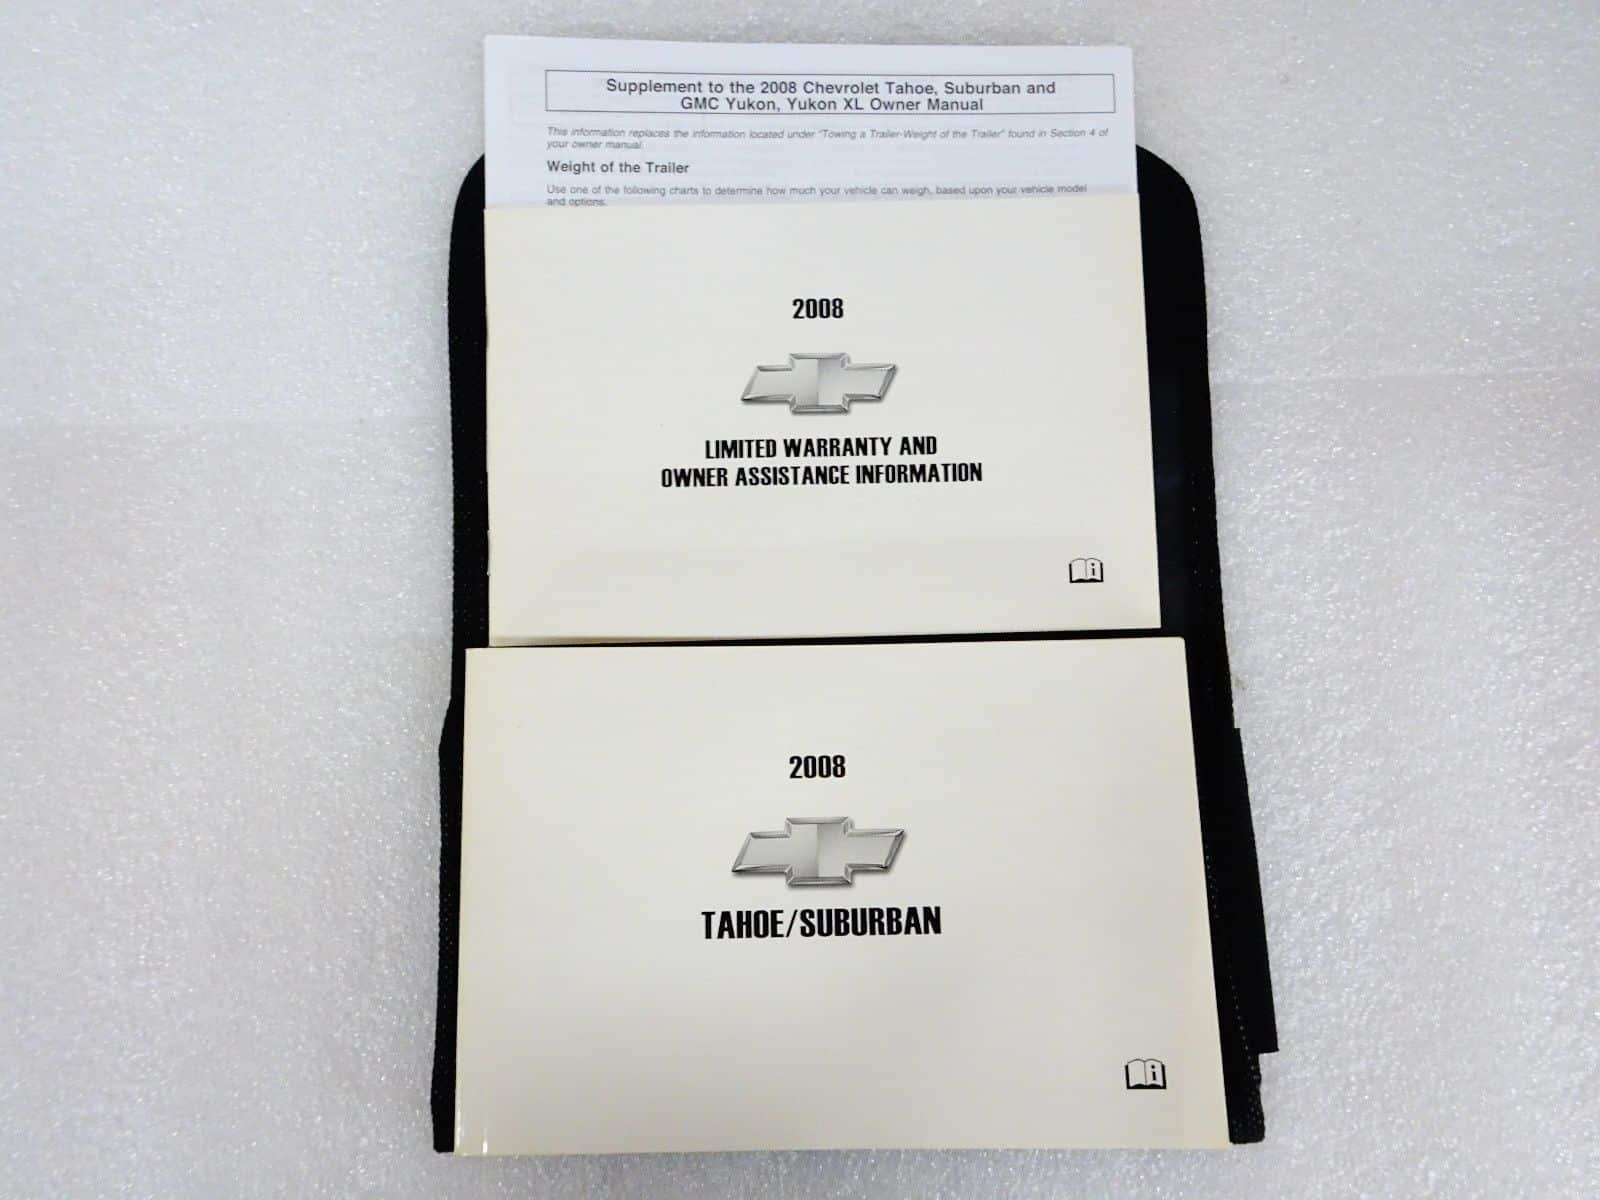 Supplement to the 2008 Chevrolet Tahoe, Suburban and
GMC Yukon, Yukon XL Owner Manual
This information replaces the information located under "Towing a Trailer-Weight of the Trailer" found in Section 4 of
your owner manual.
Weight of the Trailer
Use one of the following charts to determine how much your vehicle can weigh, based upon your vehicle model
and options.
2008
LIMITED WARRANTY AND
OWNER ASSISTANCE INFORMATION
i
2008
TAHOE/SUBURBAN
i